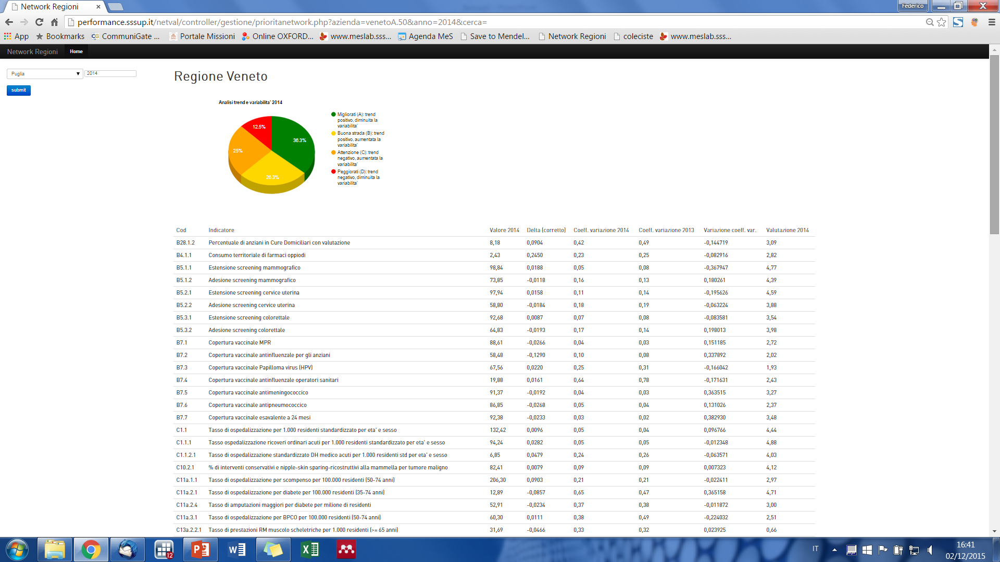 Network Regioni
Federico
performance.sssup.it/netval/controller/gestione/prioritanetwork.php?azienda=venetoA.50&anno=2014&cerca=
App Bookmarks CommuniGate ... Portale Missioni Online OXFORD... www.meslab.sss... Agenda MeS Save to Mendel... Network Regioni coleciste www.meslab.sss...
Network Regioni Home
Puglia 2014
submit
Regione Veneto
Analisi trend e variabilita' 2014
12.5%
36.3%
25%
26.3%
Migliorati (A): trend
positivo, diminuita la
variabilita'
Buona strada (B): trend
positivo, aumentata la
variabilita'
Attenzione (C): trend
negativo, aumentata la
variabilita'
Peggiorati (D): trend
negativo, diminuita la
variabilita'
Cod Indicatore Valore 2014 Delta (corretto) Coeff. variazione 2014 Coeff. variazione 2013 Variazione coeff. var. Valutazione 2014
B28.1.2 Percentuale di anziani in Cure Domiciliari con valutazione 8,18 0,0904 0,42 0,49 -0,144719 3,09
B4.1.1 Consumo territoriale di farmaci oppiodi 2,43 0,2450 0,23 0,25 -0,082916 2,82
B5.1.1 Estensione screening mammografico 98,84 0,0188 0,05 0,08 -0,367947 4,77
B5.1.2 Adesione screening mammografico 73,85 -0,0118 0,16 0,13 0,180261 4,39
B5.2.1 Estensione screening cervice uterina 97,94 0,0158 0,11 0,14 -0,195626 4,59
B5.2.2 Adesione screening cervice uterina 58,80 -0,0184 0,18 0,19 -0,063224 3,88
B5.3.1 Estensione screening colorettale 92,68 0,0087 0,07 0,08 -0,083581 3,54
B5.3.2 Adesione screening colorettale 64,83 -0,0193 0,17 0,14 0,198013 3,98
B7.1 Copertura vaccinale MPR 88,61 -0,0266 0,04 0,03 0,151185 2,72
B7.2 Copertura vaccinale antinfluenzale per gli anziani 58,48 -0,1290 0,10 0,08 0,337892 2,02
B7.3 Copertura vaccinale Papilloma virus (HPV) 67,56 0,0220 0,25 0,31 -0,166042 1,93
B7.4 Copertura vaccinale antinfluenzale operatori sanitari 19,88 0,0161 0,64 0,78 -0,171631 2,43
B7.5 Copertura vaccinale antimeningococcico 91,37 -0,0192 0,04 0,03 0,363515 3,27
B7.6 Copertura vaccinale antipneumococcico 86,85 -0,0268 0,05 0,04 0,131026 2,37
B7.7 Copertura vaccinale esavalente a 24 mesi 92,38 -0,0233 0,03 0,02 0,382930 3,48
C1.1 Tasso di ospedalizzazione per 1.000 residenti standardizzato per eta' e sesso 132,42 0,0096 0,05 0,04 0,096766 4,44
C1.1.1 Tasso ospedalizzazione ricoveri ordinari acuti per 1.000 residenti standardizzato per eta' e sesso 94,24 0,0282 0,05 0,05 -0,012348 4,88
C1.1.2.1 Tasso di ospedalizzazione standardizzato DH medico acuti per 1.000 residenti std per eta' e sesso 6,85 0,0479 0,24 0,26 -0,063571 4,03
C10.2.1 % di interventi conservativi e nipple-skin sparing-ricostruttivi alla mammella per tumore maligno 82,41 0,0079 0,09 0,09 0,007323 4,12
C11a.1.1 Tasso di ospedalizzazione per scompenso per 100.000 residenti (50-74 anni) 206,30 0,0903 0,21 0,21 -0,022411 2,97
C11a.2.1 Tasso di ospedalizzazione per diabete per 100.000 residenti (35-74 anni) 12,89 -0,0857 0,65 0,47 0,365158 4,71
C11a.2.4 Tasso di amputazioni maggiori per diabete per milione di residenti 52,91 -0,0234 0,37 0,38 -0,011872 3,00
C11a.3.1 Tasso di ospedalizzazione per BPCO per 100.000 residenti (50-74 anni) 60,30 0,0111 0,38 0,49 -0,224032 2,51
C13a.2.2.1 Tasso di prestazioni RM muscolo scheletriche per 1.000 residenti (>= 65 anni) 31,69 -0,0466 0,33 0,32 0,023925 0,66
12
IT
16:41
02/12/2015